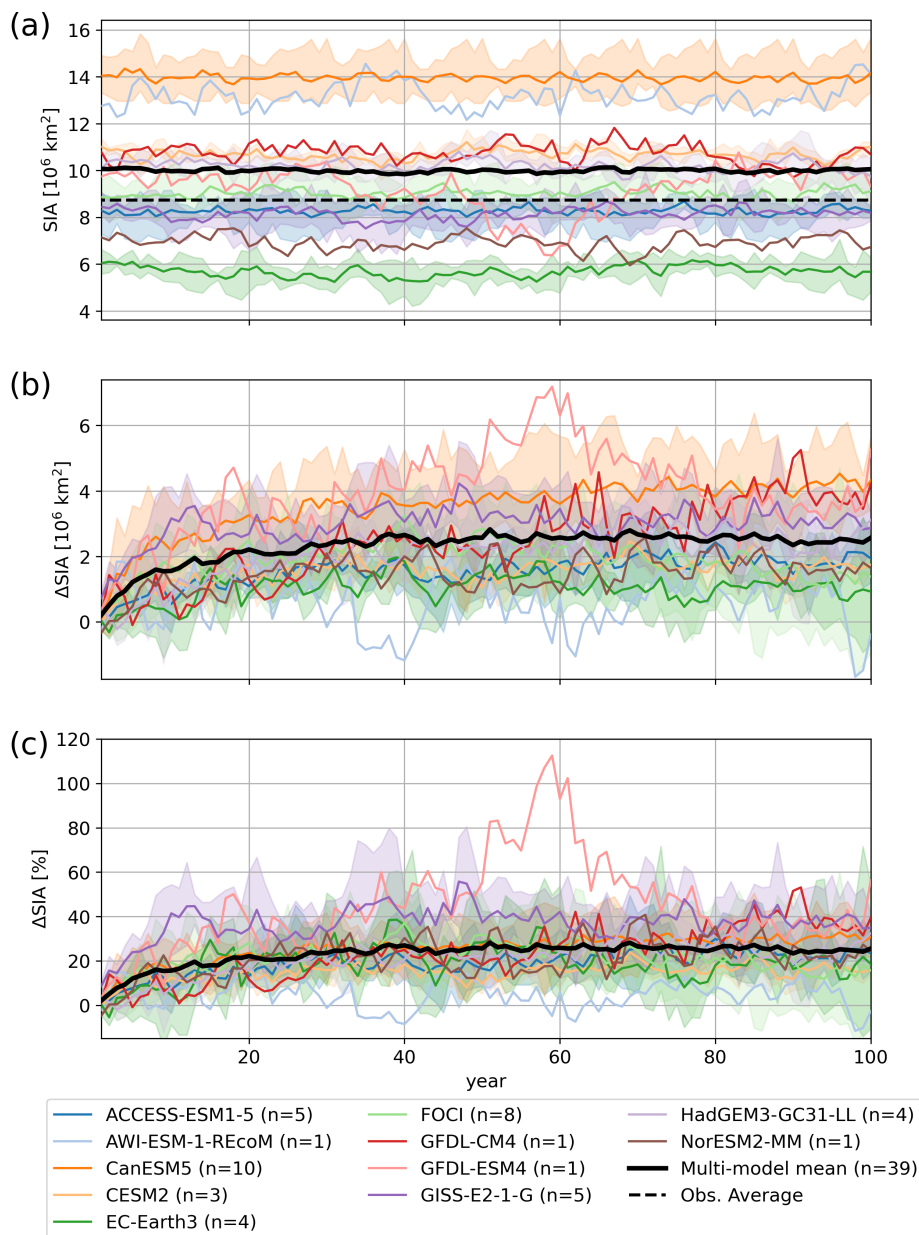 (a)
16
14
12
10
8
6
4
SIA [10⁶ km²]
(b)
6
4
2
0
ΔSIA [10⁶ km²]
(c)
120
100
80
60
40
20
0
ΔSIA [%]
20 40 60 80 100
year
ACCESS-ESM1-5 (n=5) FOCI (n=8) HadGEM3-GC31-LL (n=4)
AWI-ESM-1-REcoM (n=1) GFDL-CM4 (n=1) NorESM2-MM (n=1)
CanESM5 (n=10) GFDL-ESM4 (n=1) Multi-model mean (n=39)
CESM2 (n=3) GISS-E2-1-G (n=5) Obs. Average
EC-Earth3 (n=4)